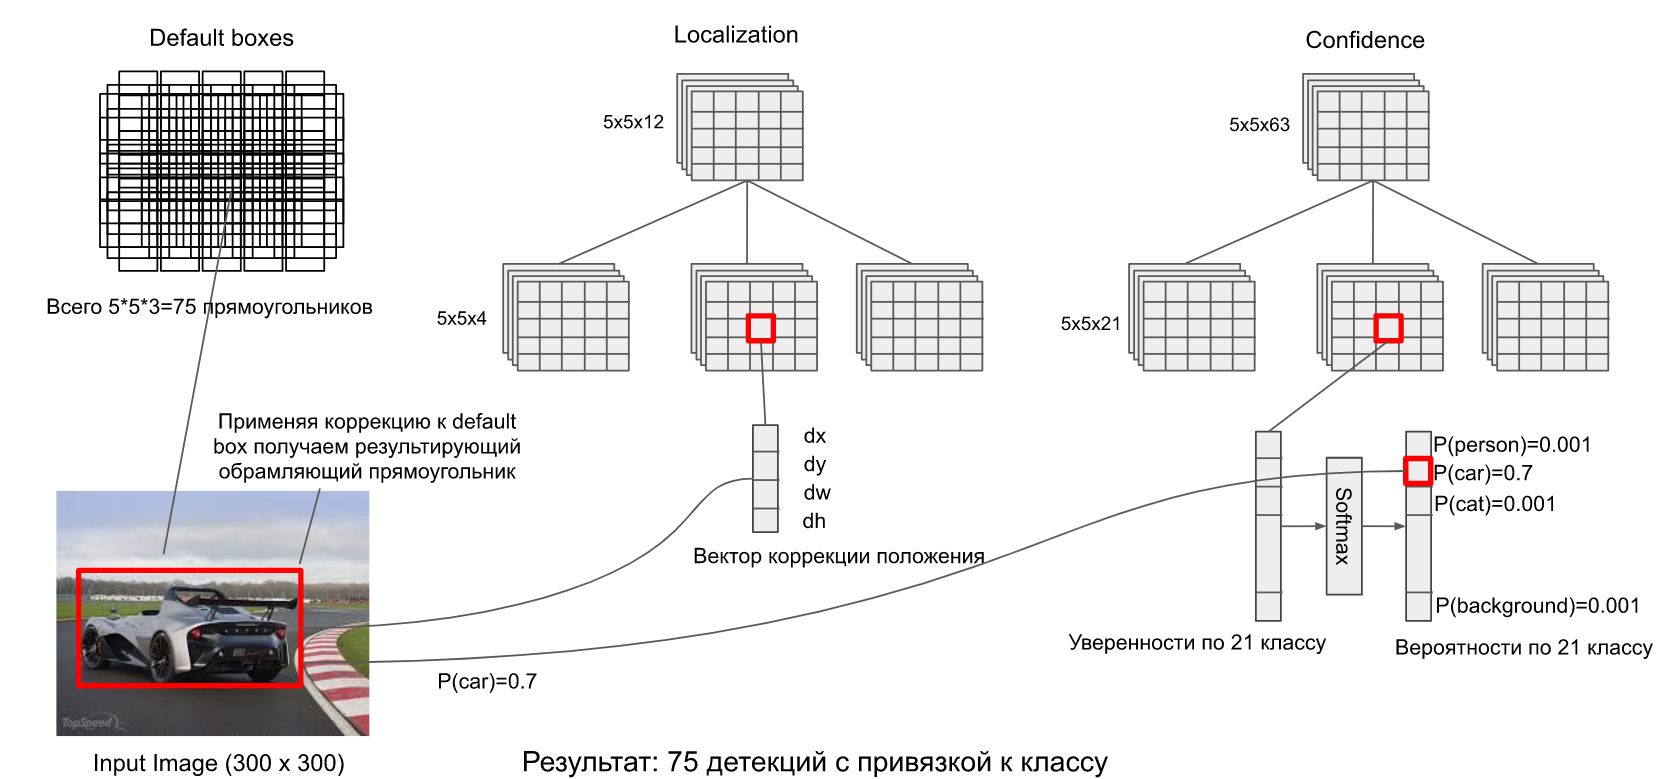 Default boxes
Localization
Confidence
5x5x12
5x5x63
Всего 5*5*3=75 прямоугольников
5x5x4
5x5x21
Применяя коррекцию к default
box получаем результирующий
обрамляющий прямоугольник
dx
dy
dw
dh
Вектор коррекции положения
Softmax
P(person)=0.001
P(car)=0.7
P(cat)=0.001
P(background)=0.001
Уверенности по 21 классу
Вероятности по 21 классу
P(car)=0.7
TopSpeed
Input Image (300 x 300)
Результат: 75 детекций с привязкой к классу